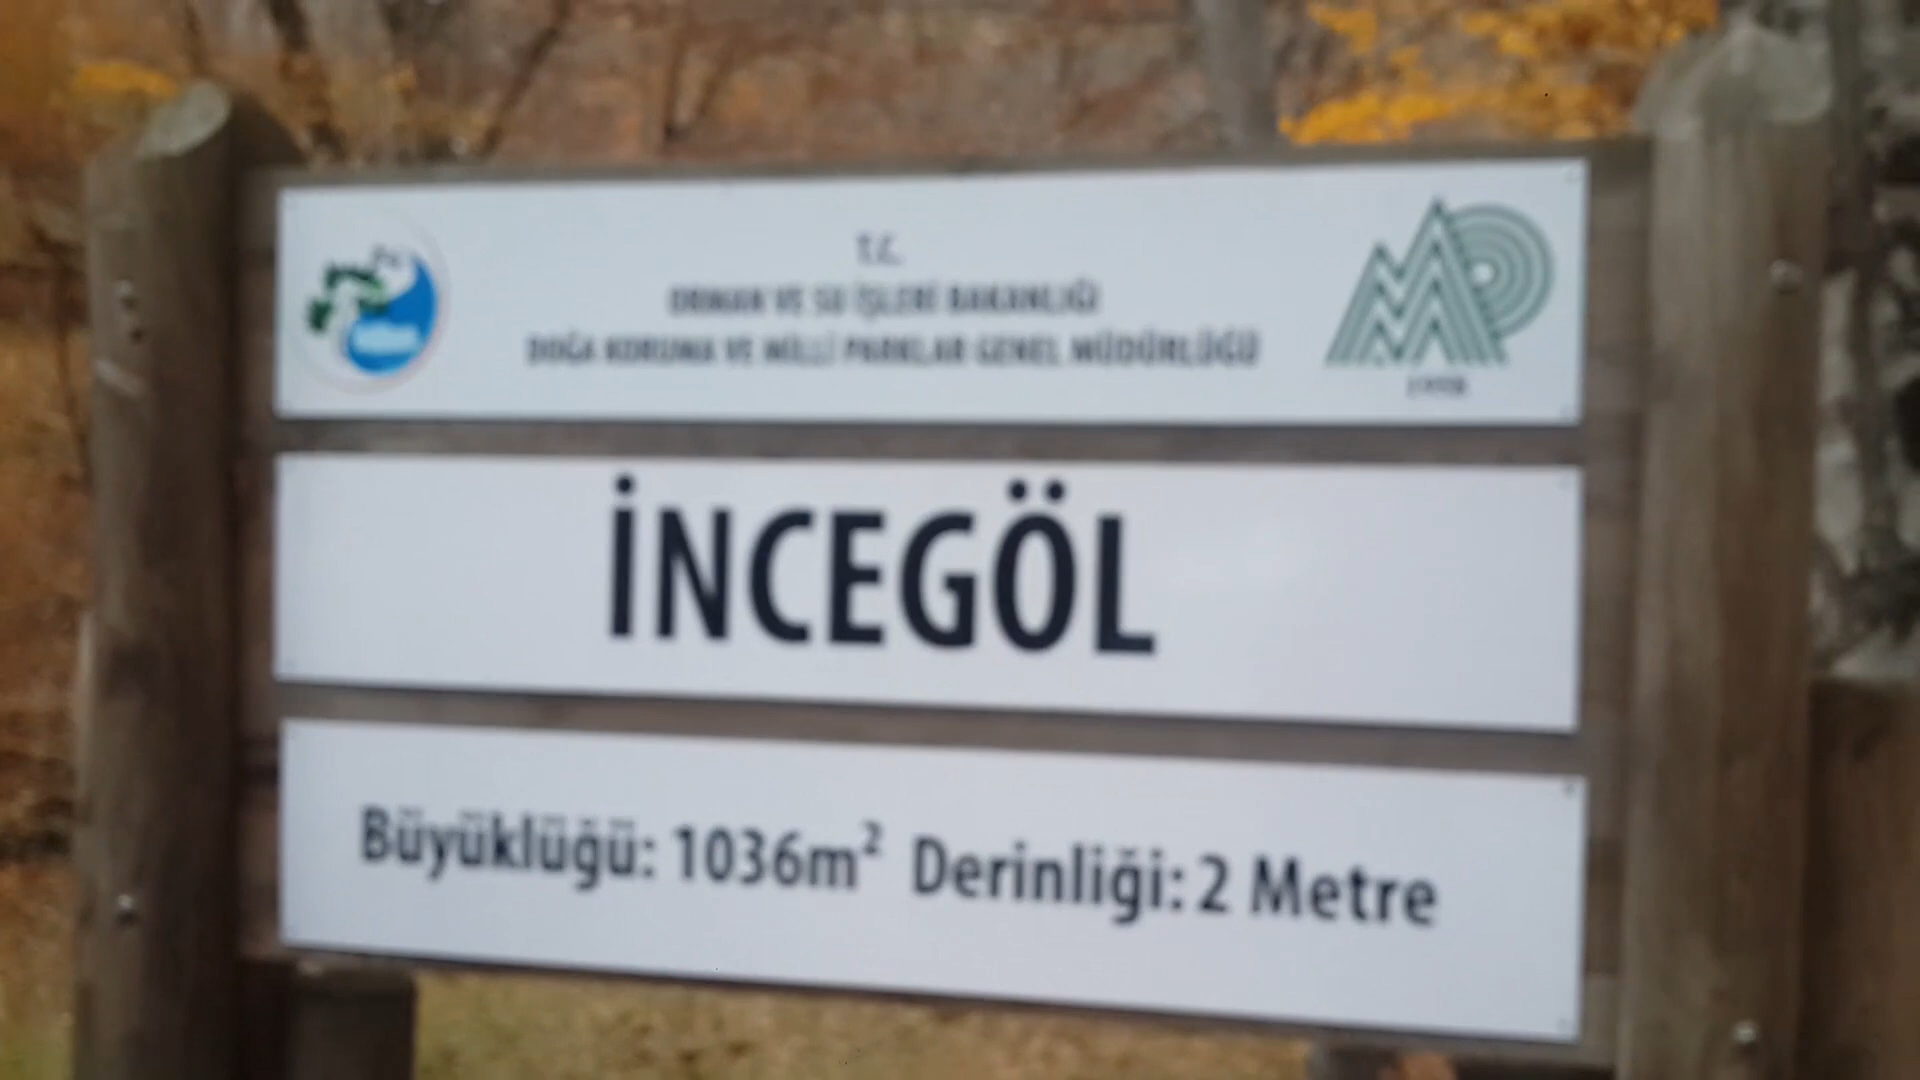 T.C.
ORMAN VE SU İŞLERİ BAKANLIĞI
DOĞA KORUMA VE MİLLİ PARKLAR GENEL MÜDÜRLÜĞÜ
İNCEGÖL
Büyüklüğü: 1036m² Derinliği: 2 Metre